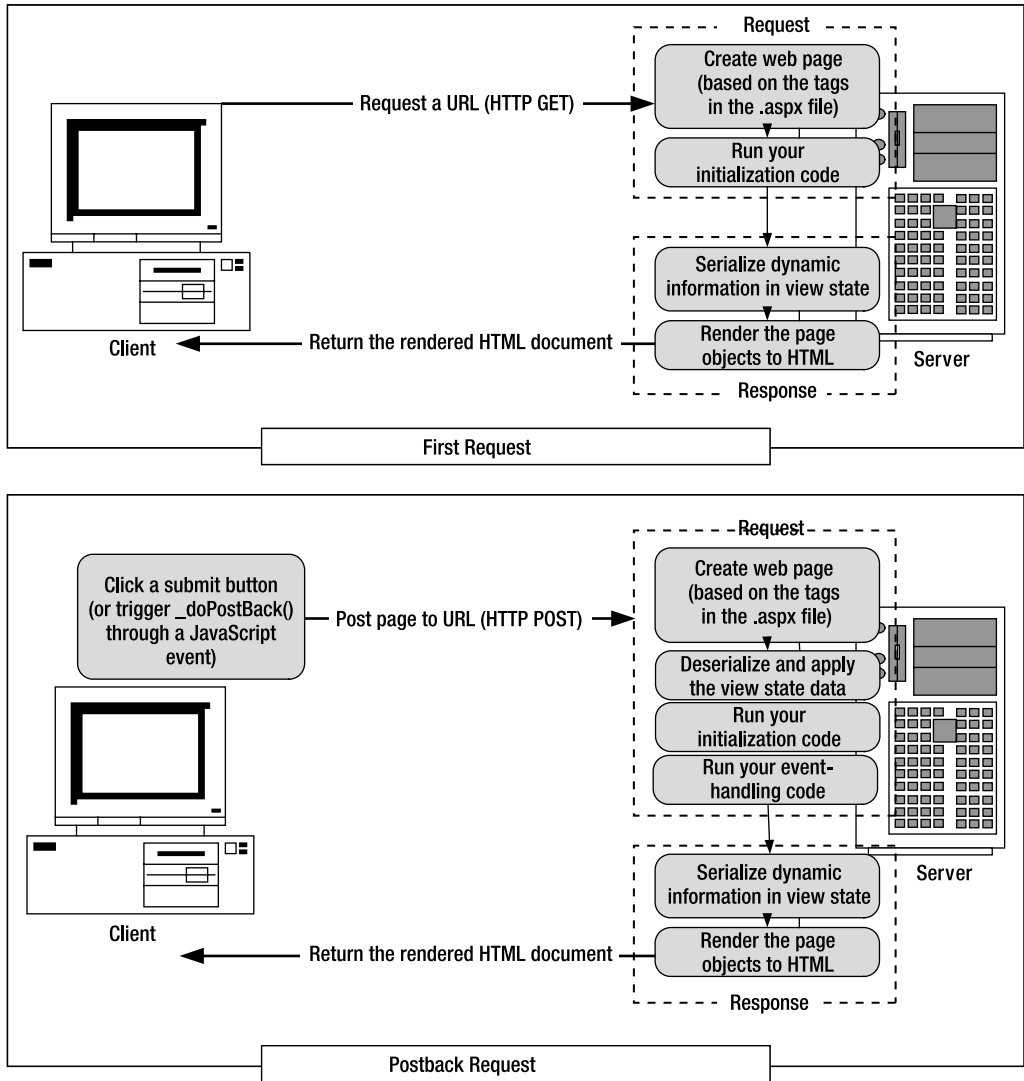 Request
Create web page
(based on the tags
in the .aspx file)
Request a URL (HTTP GET)
Run your
initialization code
Serialize dynamic
information in view state
Return the rendered HTML document
Render the page
objects to HTML
Client
Server
Response
First Request
Request
Click a submit button
(or trigger _doPostBack()
through a JavaScript
event)
Post page to URL (HTTP POST)
Create web page
(based on the tags
in the .aspx file)
Deserialize and apply
the view state data
Run your
initialization code
Run your event-
handling code
Serialize dynamic
information in view state
Server
Client
Return the rendered HTML document
Render the page
objects to HTML
Response
Postback Request